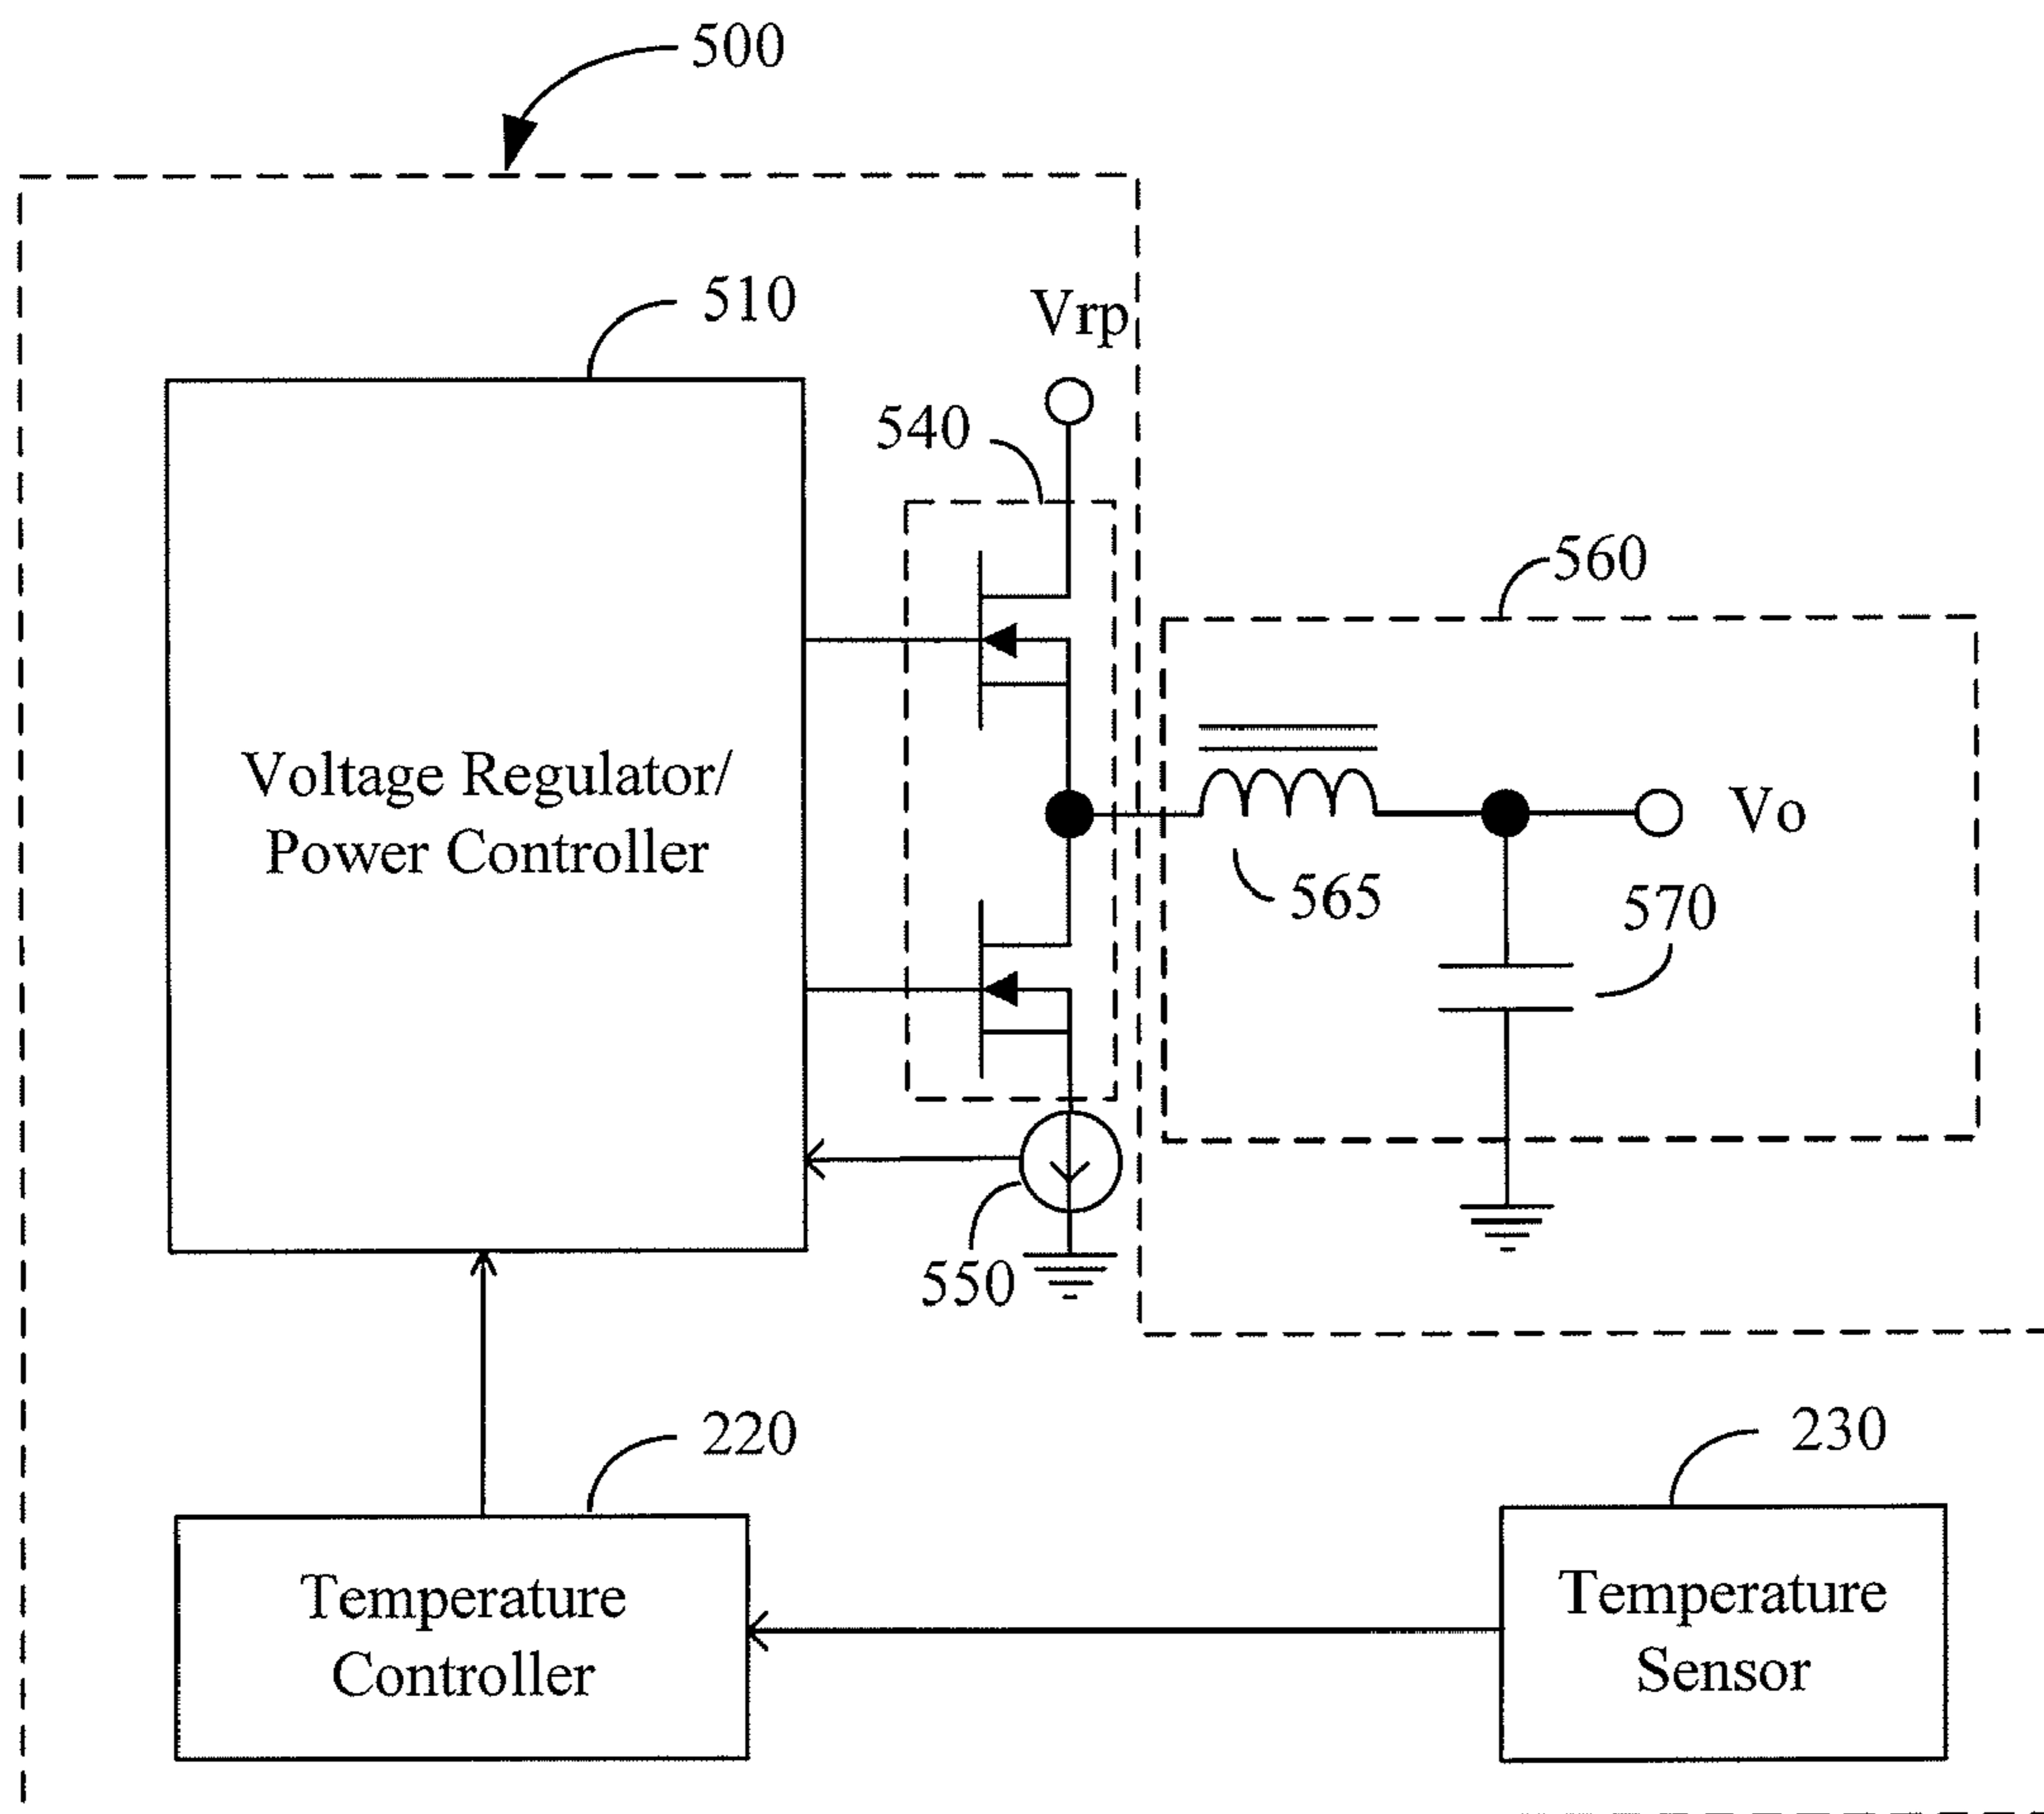 500
510
Vrp
540
560
Voltage Regulator/
Power Controller
Vo
565
570
550
220
230
Temperature
Controller
Temperature
Sensor